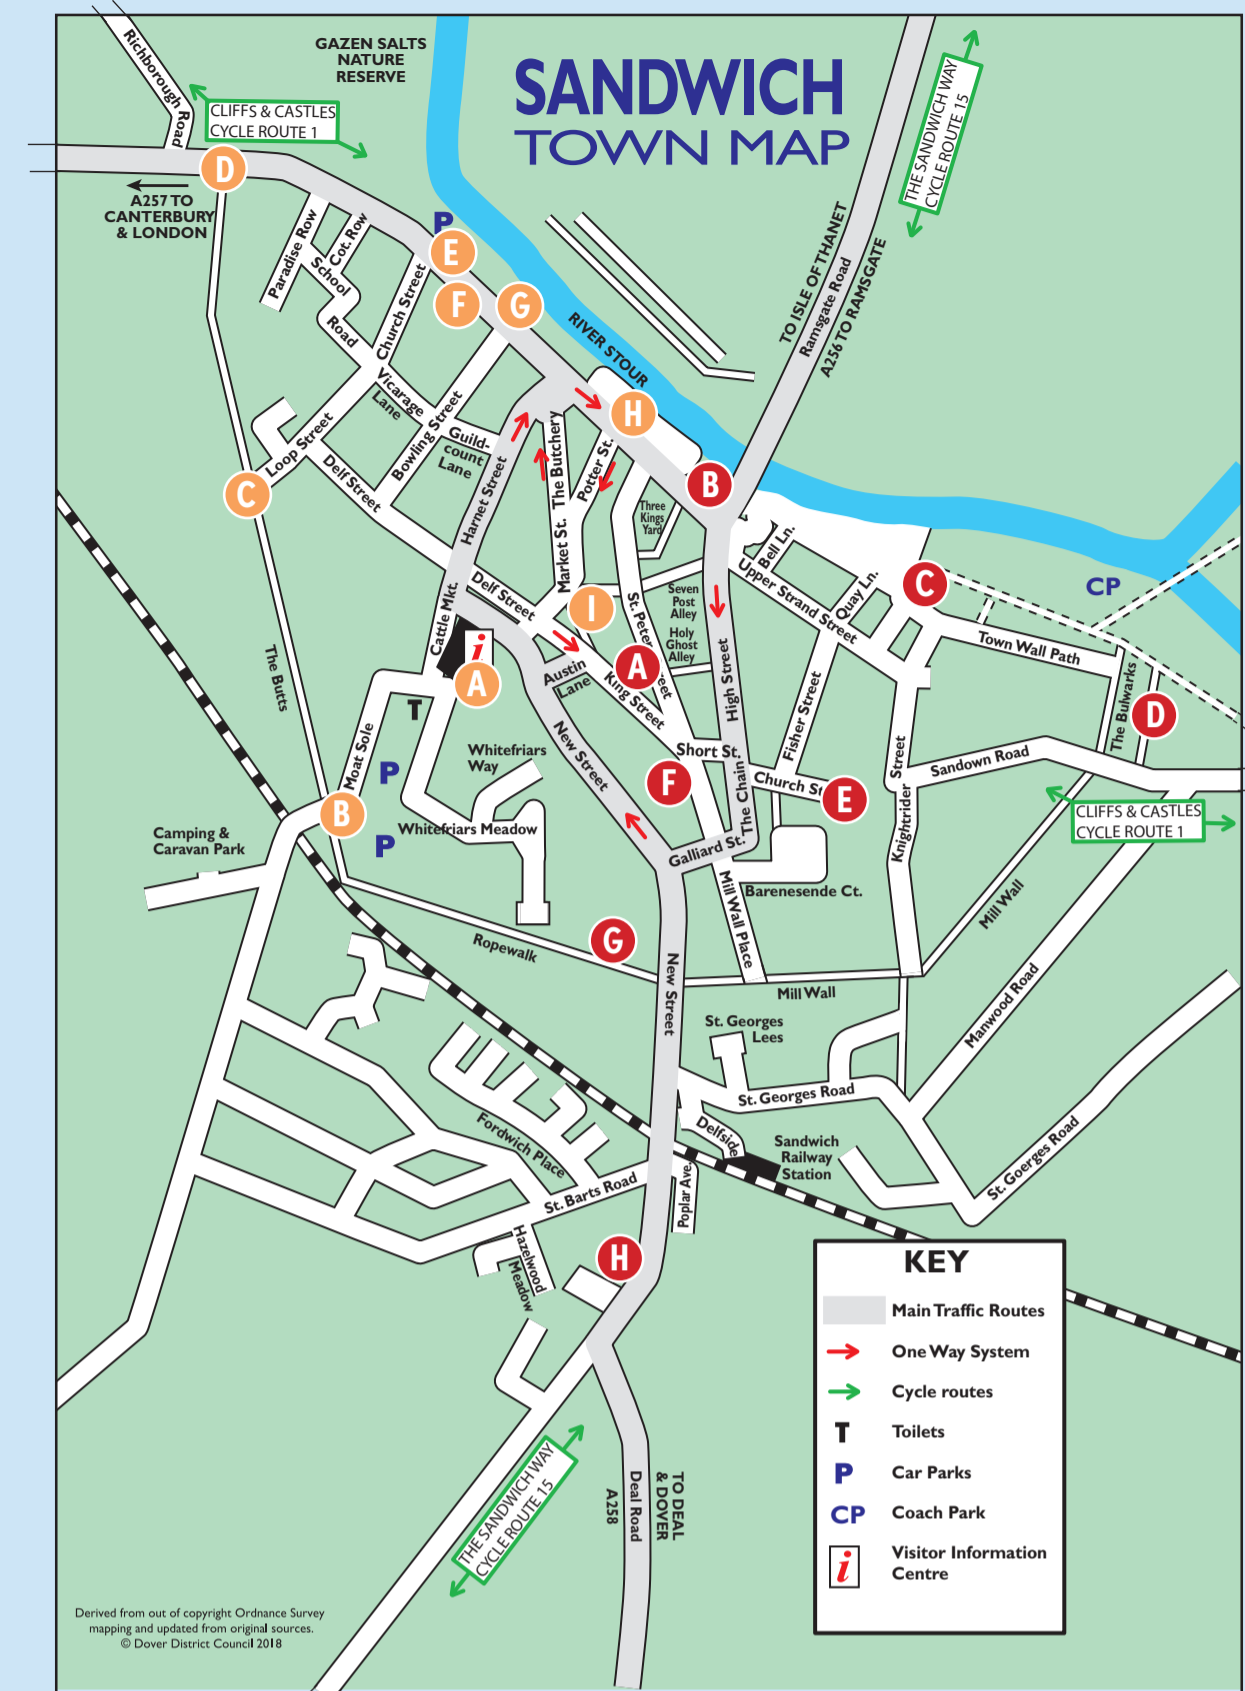 SANDWICH
TOWN MAP
GAZEN SALTS
NATURE
RESERVE
Richborough Road
CLIFFS & CASTLES
CYCLE ROUTE 1
THE SANDWICH WAY
CYCLE ROUTE 15
D
A257 TO
CANTERBURY
& LONDON
P
E
F
G
Paradise Row
Cot. Row
School
Road
Church Street
RIVER STOUR
TO ISLE OF THANET
Ramsgate Road
A256 TO RAMSGATE
Vicarage
Lane
Bowling Street
Guild-
count
Lane
H
Loop Street
Delf Street
C
Harnet Street
The Butchery
Potter St.
B
Three
Kings
Yard
Market St.
Bell Ln.
Upper Strand Street
Quay Ln.
C
CP
Delf Street
Cattle Mkt.
I
Seven
Post
Alley
St. Peter
reet
Holy
Ghost
Alley
Town Wall Path
The Bulwarks
D
i
A
Austin
Lane
A
King Street
High Street
Fisher Street
The Butts
T
New Street
Short St.
Church St
E
Knightrider Street
Sandown Road
Moat Sole
P
Whitefriars
Way
F
The Chain
CLIFFS & CASTLES
CYCLE ROUTE 1
B
P
Whitefriars Meadow
Galliard St.
Camping &
Caravan Park
Barenesende Ct.
Mill Wall Place
Mill Wall
Ropewalk
G
New Street
Mill Wall
Manwood Road
St. Georges
Lees
St. Georges Road
Delfside
Sandwich
Railway
Station
St. Goerges Road
Fordwich Place
St. Barts Road
Poplar Ave.
Hazelwood
Meadow
H
THE SANDWICH WAY
CYCLE ROUTE 15
A258
Deal Road
TO DEAL
& DOVER
KEY
Main Traffic Routes
One Way System
Cycle routes
T Toilets
P Car Parks
CP Coach Park
i Visitor Information
Centre
Derived from out of copyright Ordnance Survey
mapping and updated from original sources.
© Dover District Council 2018